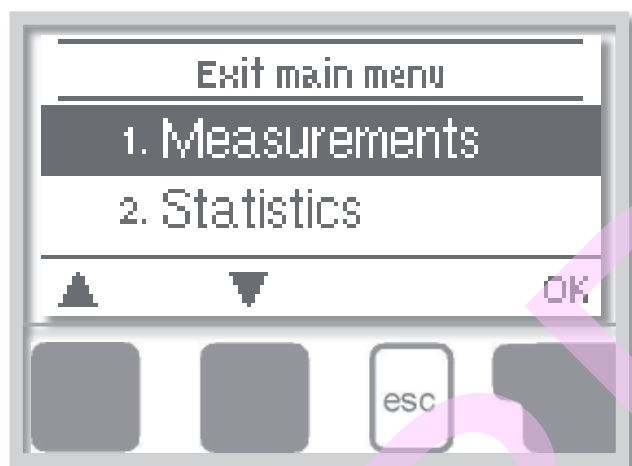 Exit main menu
1. Measurements
2. Statistics
OK
esc